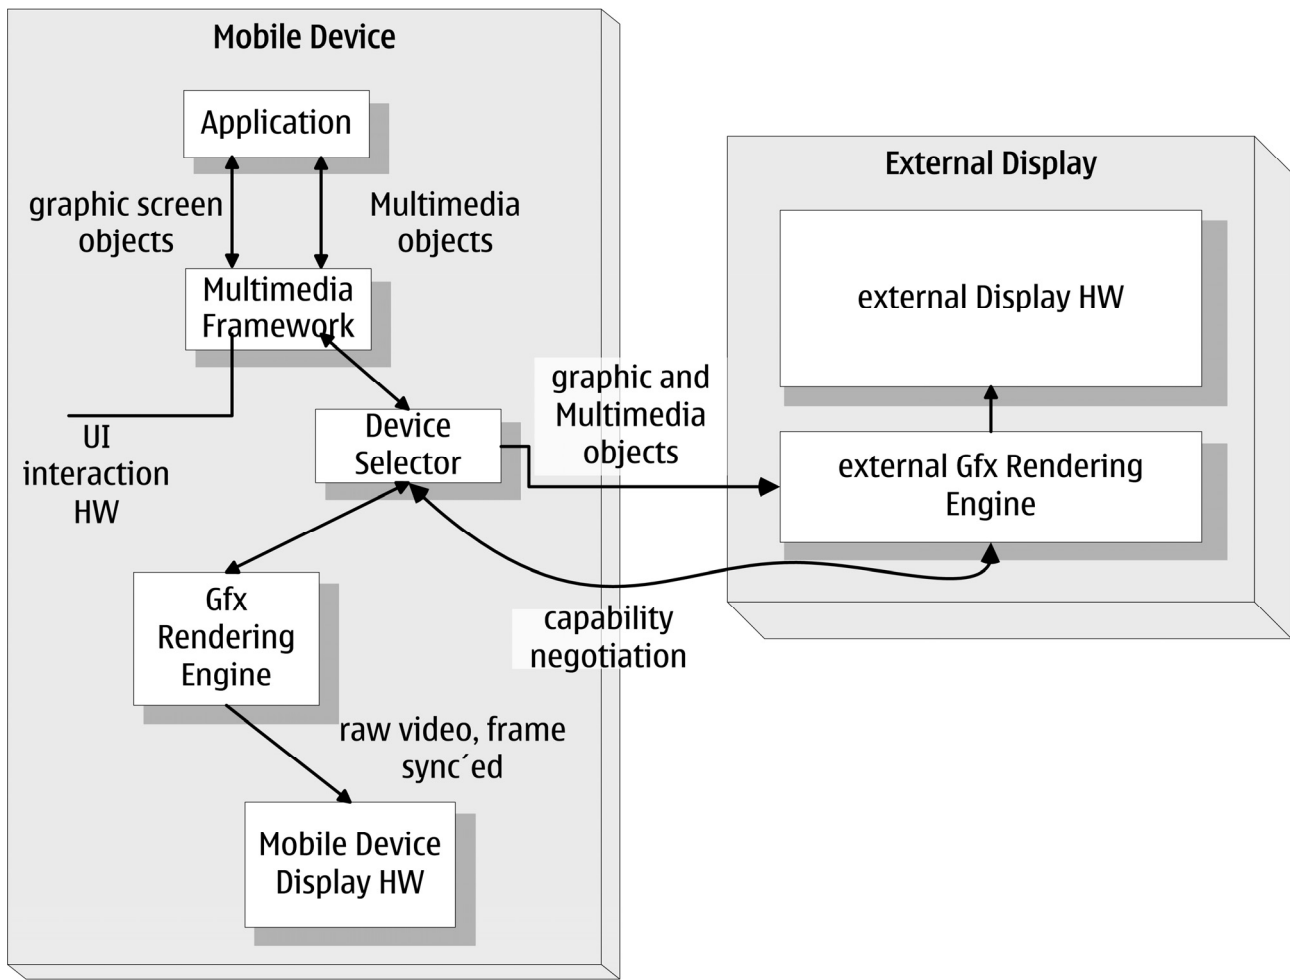 Mobile Device
Application
graphic screen
objects
Multimedia
objects
Multimedia
Framework
UI
interaction
HW
Device
Selector
graphic and
Multimedia
objects
Gfx
Rendering
Engine
capability
negotiation
raw video, frame
sync´ed
Mobile Device
Display HW
External Display
external Display HW
external Gfx Rendering
Engine